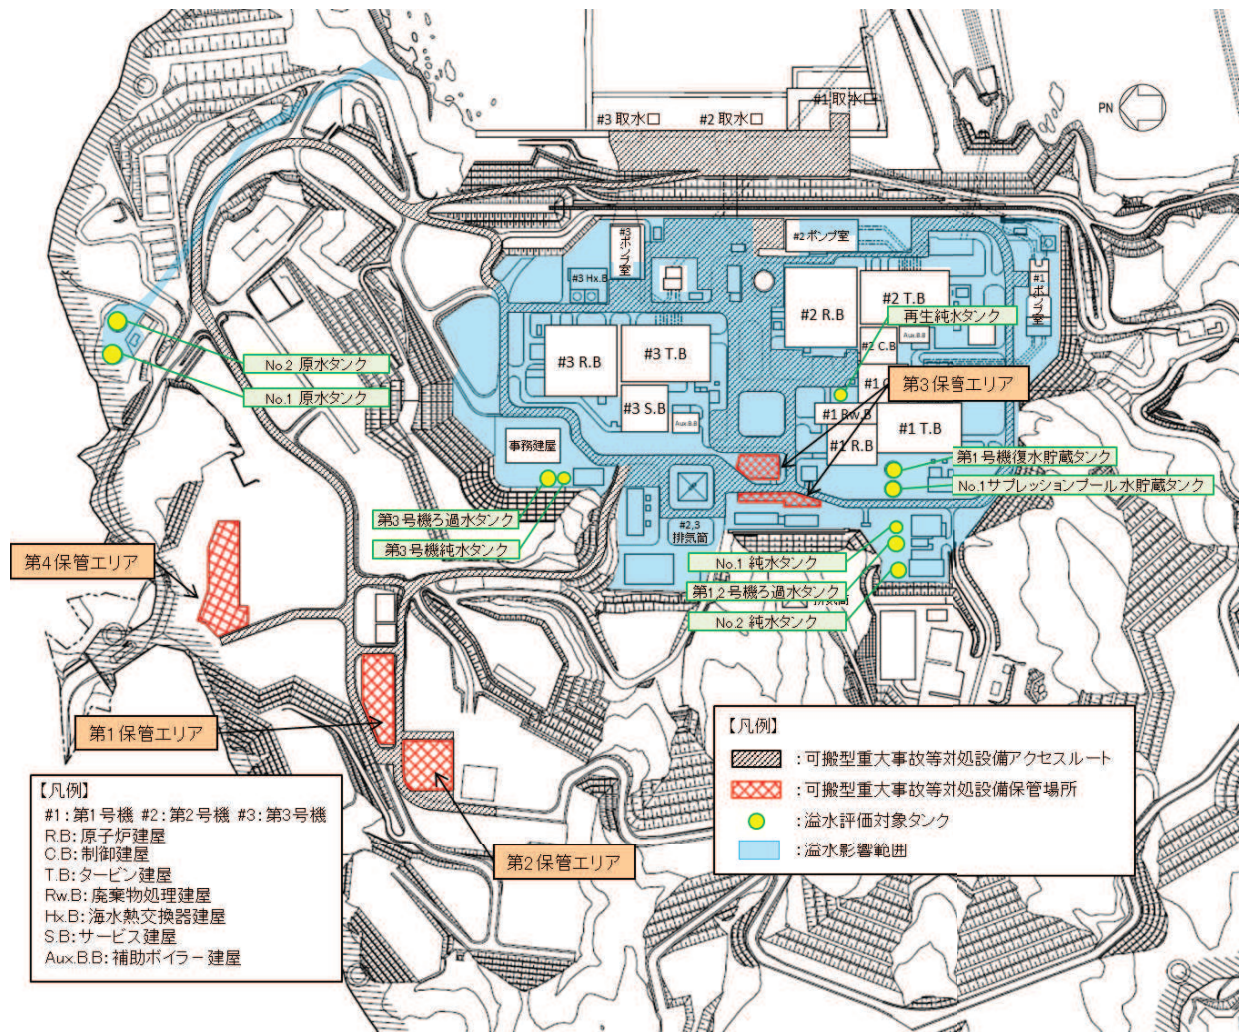 #1 取水口
#3 取水口
#2 取水口
PN
#3 ポンプ室
#2 ポンプ室
#3 Hx.B
#1 ポンプ室
#2 R.B
#2 T.B
再生純水タンク
#2 C.B
Aux.B.B
#3 R.B
#3 T.B
No.2 原水タンク
No.1 原水タンク
第3保管エリア
#3 S.B
Aux.B.B
#1 Rw.B
#1 R.B
#1 T.B
事務建屋
第1号機復水貯蔵タンク
No.1サプレッションプール水貯蔵タンク
第3号機ろ過水タンク
第3号機純水タンク
#2,3
排気筒
No.1 純水タンク
第1,2号機ろ過水タンク
排気筒
No.2 純水タンク
第4保管エリア
第1保管エリア
第2保管エリア
【凡例】
:可搬型重大事故等対処設備アクセスルート
:可搬型重大事故等対処設備保管場所
:溢水評価対象タンク
:溢水影響範囲
【凡例】
#1:第1号機 #2:第2号機 #3:第3号機
R.B:原子炉建屋
C.B:制御建屋
T.B:タービン建屋
Rw.B:廃棄物処理建屋
Hx.B:海水熱交換器建屋
S.B:サービス建屋
Aux.B.B:補助ボイラー建屋